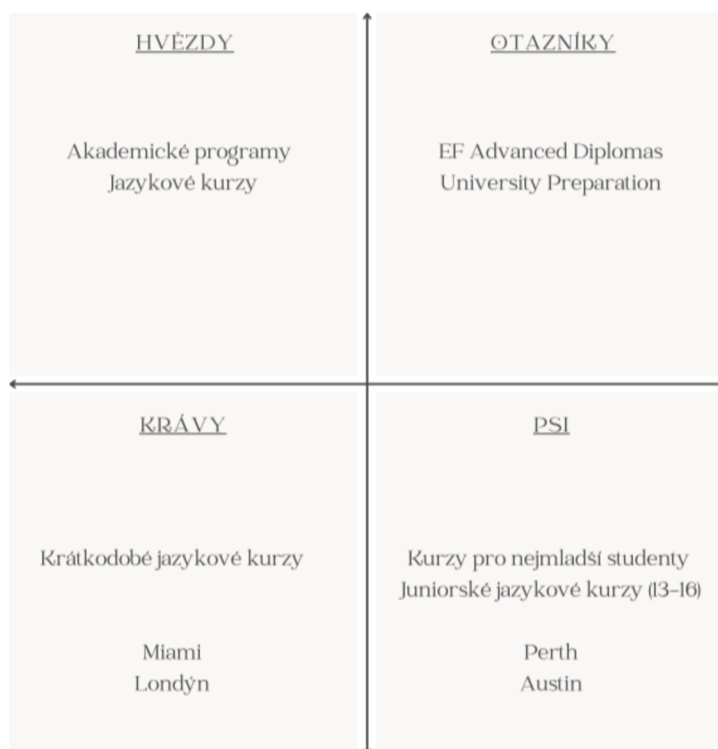 HVĚZDY
Akademické programy
Jazykové kurzy
OTAZNÍKY
EF Advanced Diplomas
University Preparation
KRÁVY
Krátkodobé jazykové kurzy
Miami
Londýn
PSI
Kurzy pro nejmladší studenty
Juniorské jazykové kurzy (13-16)
Perth
Austin